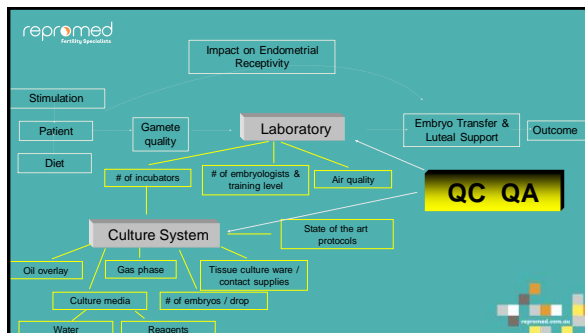 repromed
Fertility Specialists
Impact on Endometrial
Receptivity
Stimulation
Patient
Diet
Gamete
quality
Laboratory
Embryo Transfer &
Luteal Support
Outcome
# of incubators
# of embryologists &
training level
Air quality
QC QA
Culture System
State of the art
protocols
Oil overlay
Gas phase
Tissue culture ware /
contact supplies
Culture media
# of embryos / drop
Water
Reagents
repromed.com.au